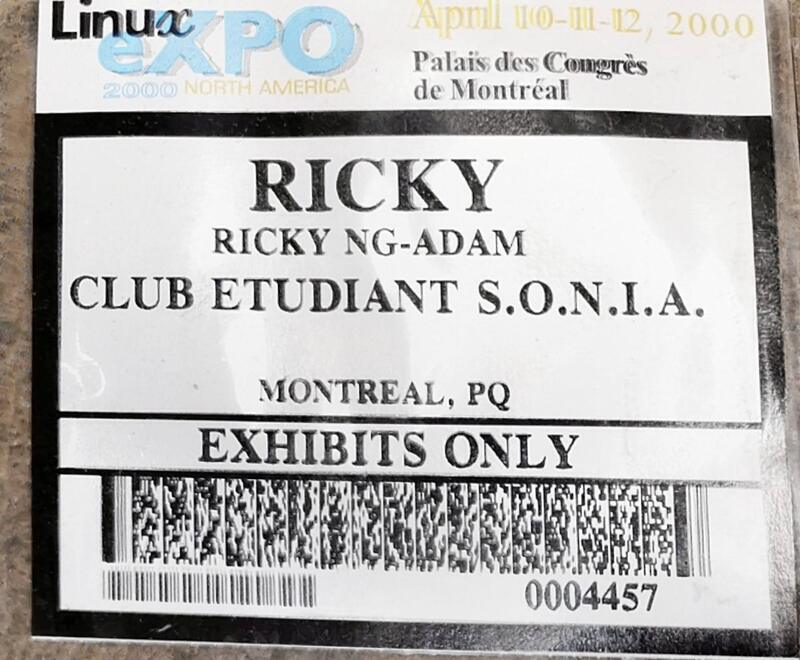 Linux
eXPO
2000 NORTH AMERICA
April 10-11-12, 2000
Palais des Congrès
de Montréal
RICKY
RICKY NG-ADAM
CLUB ETUDIANT S.O.N.I.A.
MONTREAL, PQ
EXHIBITS ONLY
0004457